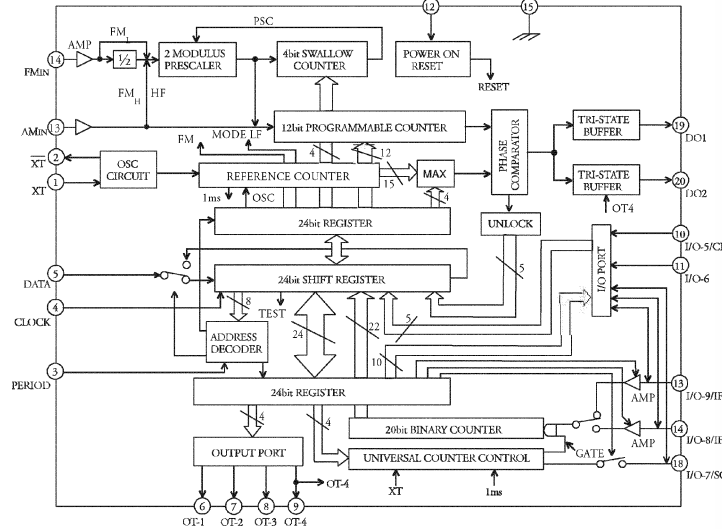 12
15
PSC
FML
AMP
14
FMIN
½
2 MODULUS
PRESCALER
4bit SWALLOW
COUNTER
POWER ON
RESET
RESET
FMH
HF
AMIN
13
MODE LF
FM
12bit PROGRAMMABLE COUNTER
4
12
PHASE
COMPARATOR
TRI-STATE
BUFFER
19
DO1
TRI-STATE
BUFFER
20
DO2
OT4
2
XT
1
XT
OSC
CIRCUIT
REFERENCE COUNTER
15
MAX
1ms
OSC
4
24bit REGISTER
UNLOCK
5
I/O PORT
10
I/O-5/CI
11
I/O-6
5
DATA
4
CLOCK
24bit SHIFT REGISTER
8
TEST
24
22
5
10
ADDRESS
DECODER
3
PERIOD
24bit REGISTER
4
4
AMP
13
I/O-9/IF
20bit BINARY COUNTER
AMP
14
I/O-8/IF
GATE
OUTPUT PORT
UNIVERSAL COUNTER CONTROL
18
I/O-7/SC
OT-4
XT
1ms
6
7
8
9
OT-1
OT-2
OT-3
OT-4